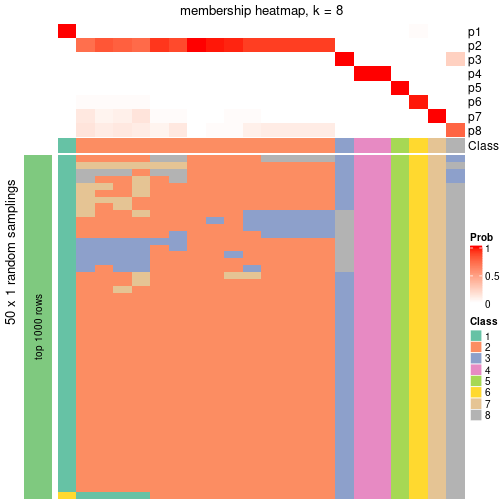 membership heatmap, k = 8
p1
p2
p3
p4
p5
p6
p7
p8
Class
50 x 1 random samplings
top 1000 rows
Prob
1
0.5
0
Class
1
2
3
4
5
6
7
8